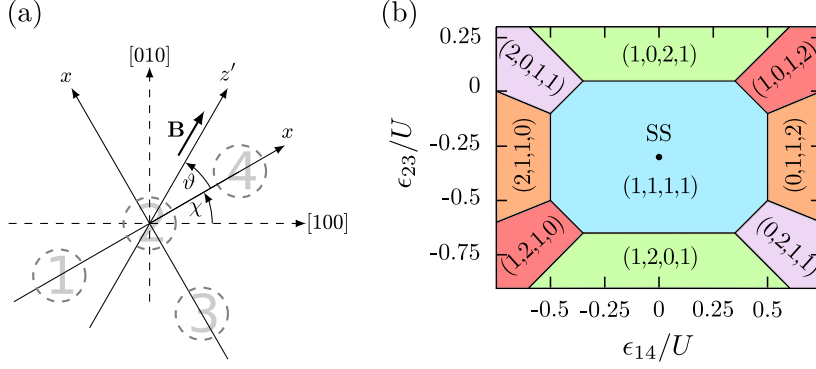 (a)
[010]
x
z′
B
x
4
ϑ
χ
2
[100]
1
3
(b)
0.25
0
-0.25
-0.5
-0.75
ϵ23/U
(2,0,1,1)
(1,0,2,1)
(1,0,1,2)
(2,1,1,0)
SS
(1,1,1,1)
(0,1,1,2)
(1,2,1,0)
(1,2,0,1)
(0,2,1,1)
-0.5 -0.25 0 0.25 0.5
ϵ14/U